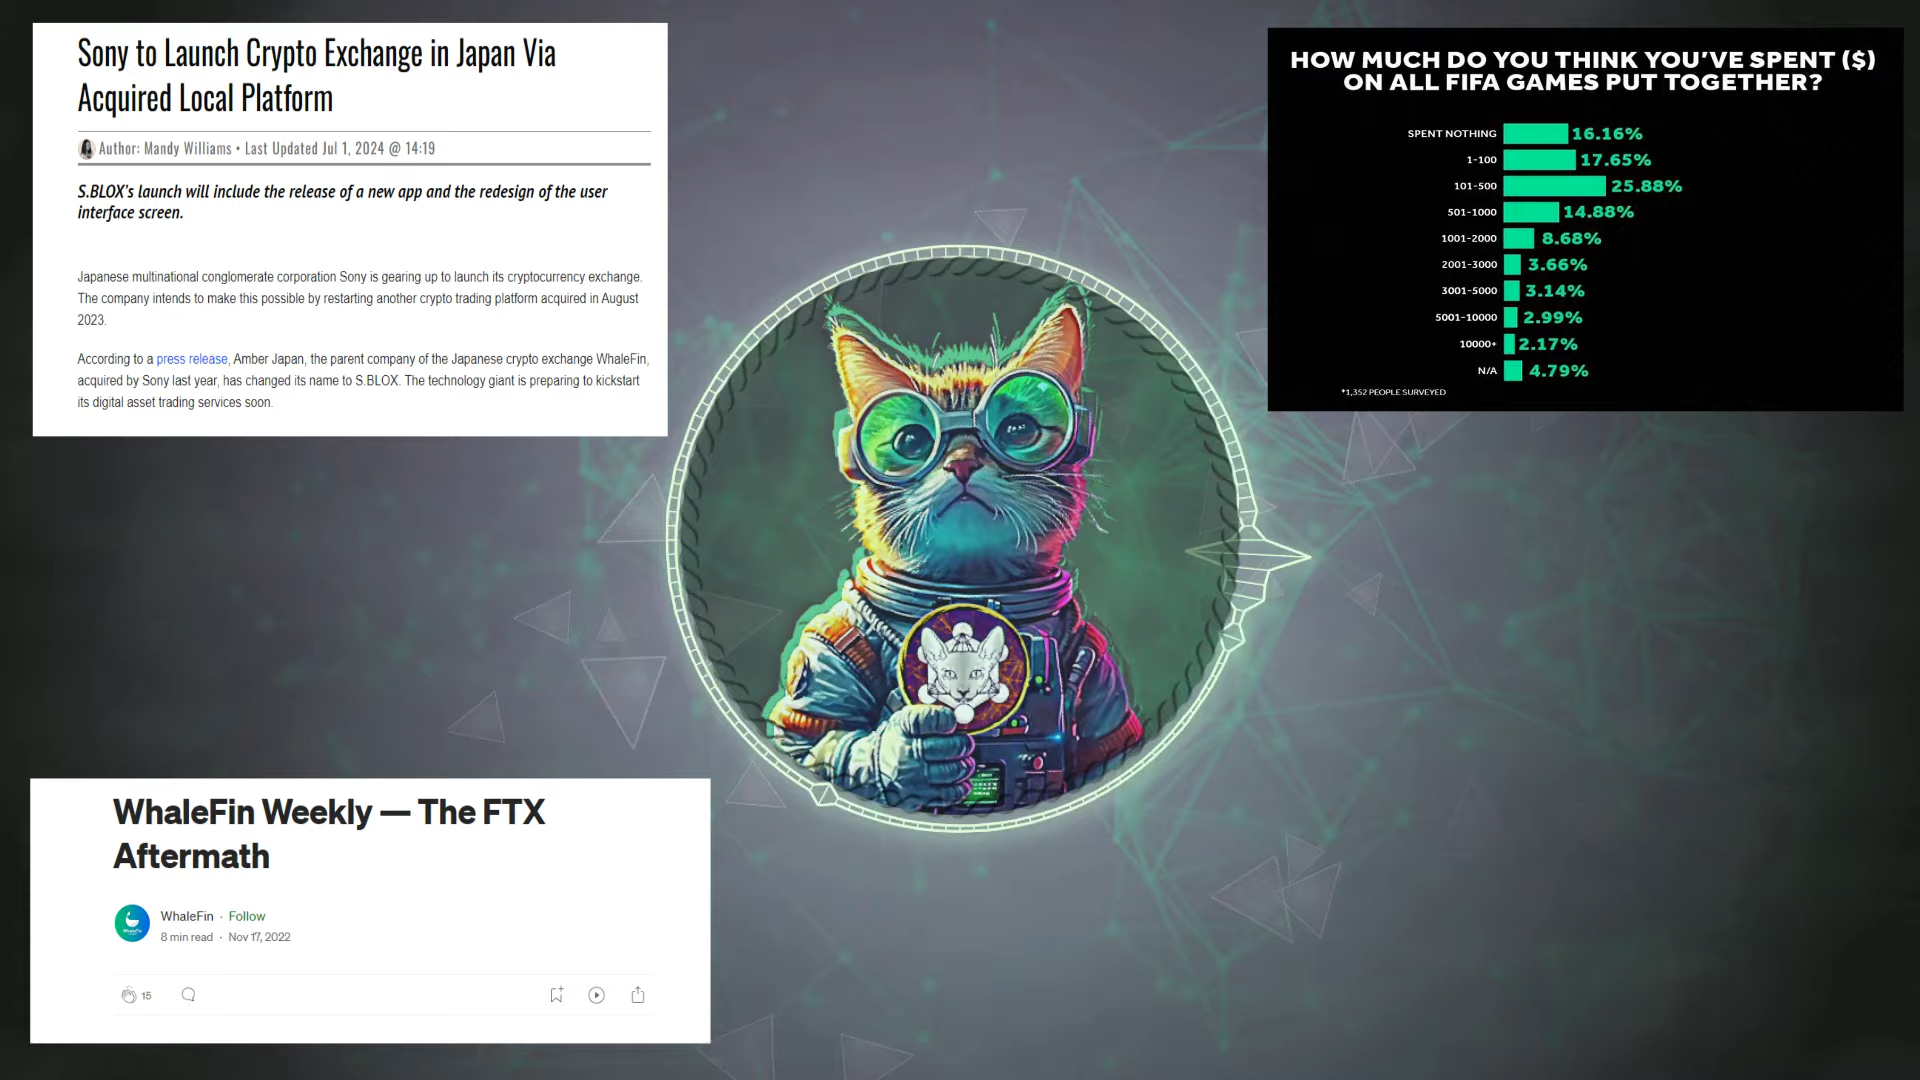 Sony to Launch Crypto Exchange in Japan Via
Acquired Local Platform
Author: Mandy Williams • Last Updated Jul 1, 2024 @ 14:19
S.BLOX's launch will include the release of a new app and the redesign of the user
interface screen.
Japanese multinational conglomerate corporation Sony is gearing up to launch its cryptocurrency exchange.
The company intends to make this possible by restarting another crypto trading platform acquired in August
2023.
According to a press release, Amber Japan, the parent company of the Japanese crypto exchange WhaleFin,
acquired by Sony last year, has changed its name to S.BLOX. The technology giant is preparing to kickstart
its digital asset trading services soon.
HOW MUCH DO YOU THINK YOU'VE SPENT ($)
ON ALL FIFA GAMES PUT TOGETHER?
SPENT NOTHING 16.16%
1-100 17.65%
101-500 25.88%
501-1000 14.88%
1001-2000 8.68%
2001-3000 3.66%
3001-5000 3.14%
5001-10000 2.99%
10000+ 2.17%
N/A 4.79%
*1,352 PEOPLE SURVEYED
WhaleFin Weekly — The FTX
Aftermath
WhaleFin · Follow
8 min read · Nov 17, 2022
15